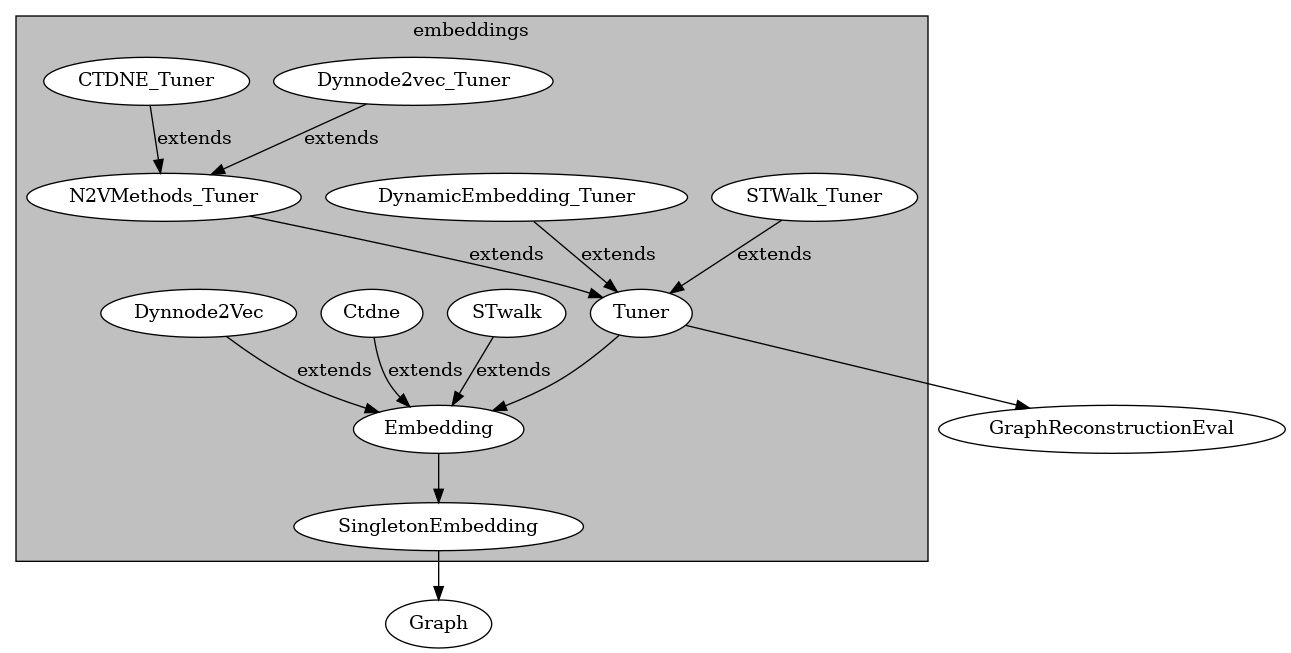 embeddings
CTDNE_Tuner
Dynnode2vec_Tuner
extends
extends
N2VMethods_Tuner
DynamicEmbedding_Tuner
STWalk_Tuner
extends
extends
extends
Dynnode2Vec
Ctdne
STwalk
Tuner
extends
extends
extends
Embedding
GraphReconstructionEval
SingletonEmbedding
Graph